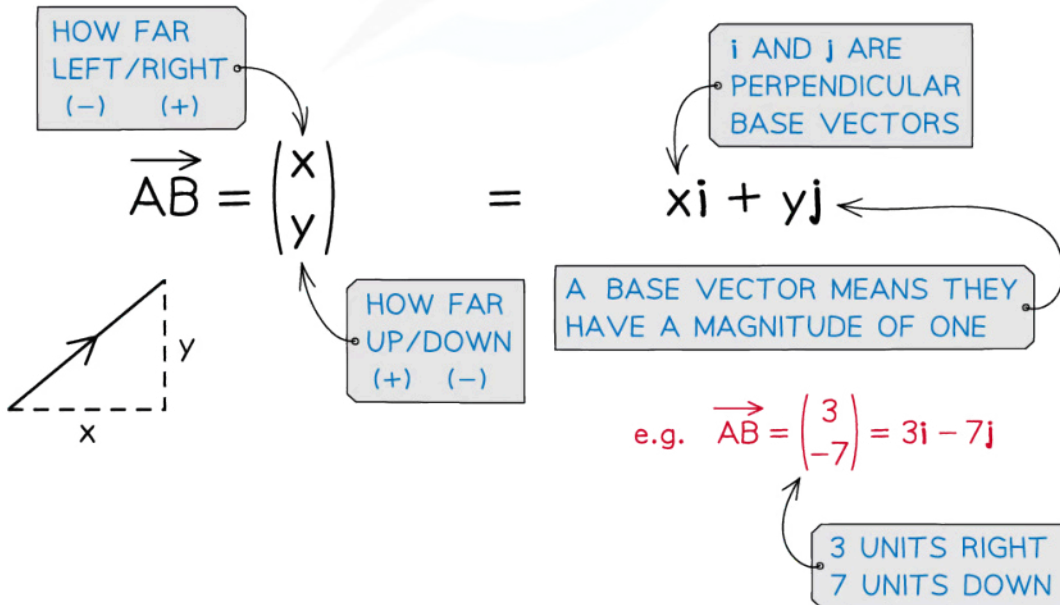 HOW FAR
LEFT/RIGHT
(-) (+)
i AND j ARE
PERPENDICULAR
BASE VECTORS
AB = (x y) = xi + yj
HOW FAR
UP/DOWN
(+) (-)
A BASE VECTOR MEANS THEY
HAVE A MAGNITUDE OF ONE
y
x
e.g. AB = (3 -7) = 3i - 7j
3 UNITS RIGHT
7 UNITS DOWN